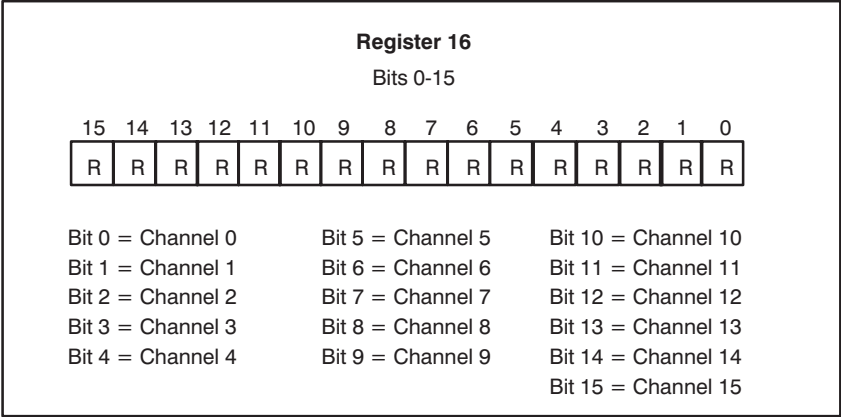 Register 16
Bits 0-15
15 14 13 12 11 10 9 8 7 6 5 4 3 2 1 0
R R R R R R R R R R R R R R R R
Bit 0 = Channel 0 Bit 5 = Channel 5 Bit 10 = Channel 10
Bit 1 = Channel 1 Bit 6 = Channel 6 Bit 11 = Channel 11
Bit 2 = Channel 2 Bit 7 = Channel 7 Bit 12 = Channel 12
Bit 3 = Channel 3 Bit 8 = Channel 8 Bit 13 = Channel 13
Bit 4 = Channel 4 Bit 9 = Channel 9 Bit 14 = Channel 14
Bit 15 = Channel 15